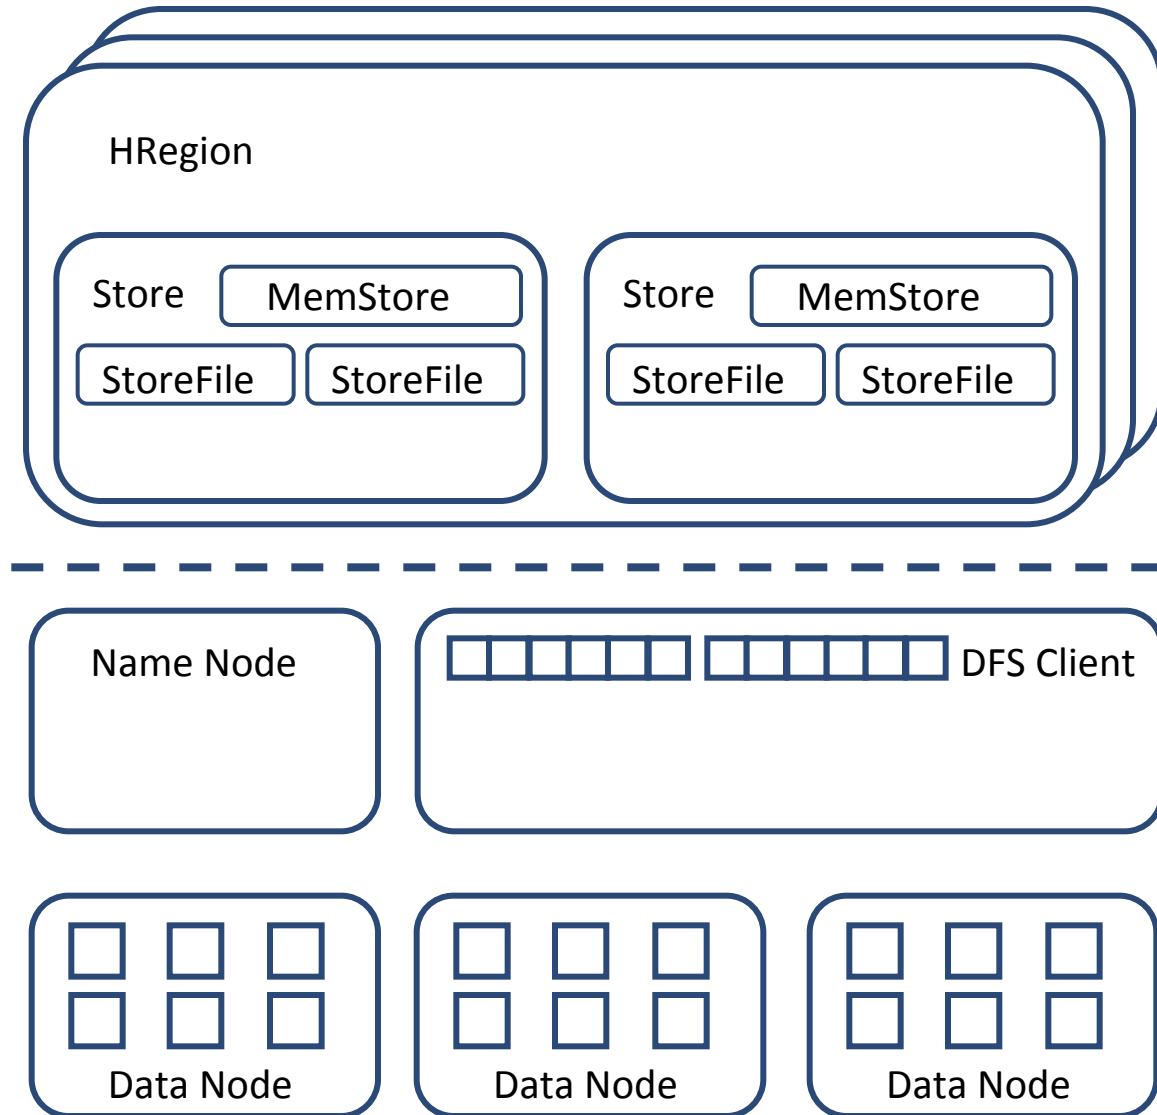 HRegion
Store MemStore Store MemStore
StoreFile StoreFile StoreFile StoreFile
Name Node DFS Client
Data Node Data Node Data Node